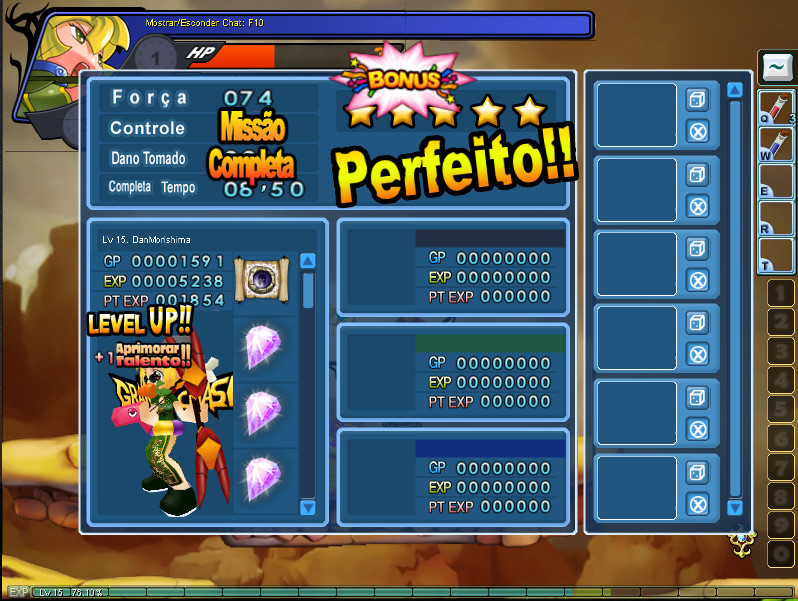 Mostrar/Esconder Chat: F10
1
HP
BONUS
Força 074
Controle
Dano Tomado
Completa Tempo 06'50
Missão
Completa
Perfeito!!
~
Q 3
W
E
R
T
Lv 15. DanMorishima
GP 00001591
EXP 00005238
PT EXP 001854
LEVEL UP!!
+1 Aprimorar
Talento!!
GP 00000000
EXP 00000000
PT EXP 000000
GP 00000000
EXP 00000000
PT EXP 000000
GP 00000000
EXP 00000000
PT EXP 000000
1
2
3
4
5
6
7
8
9
0
EXP Lv.15 76.10%